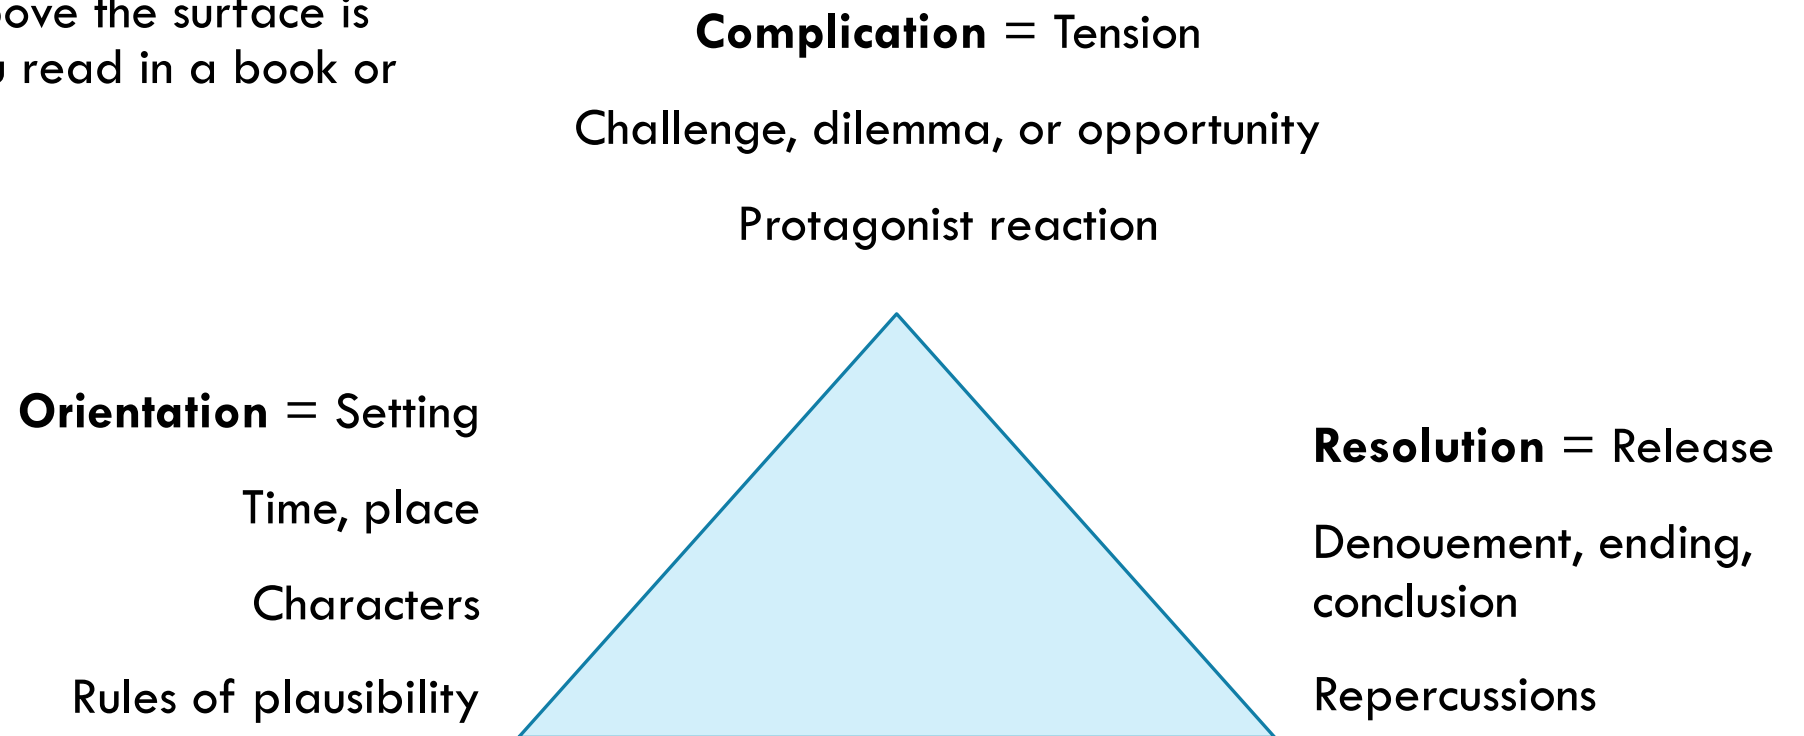 ove the surface is
u read in a book or
Complication = Tension
Challenge, dilemma, or opportunity
Protagonist reaction
Orientation = Setting
Time, place
Characters
Rules of plausibility
Resolution = Release
Denouement, ending,
conclusion
Repercussions